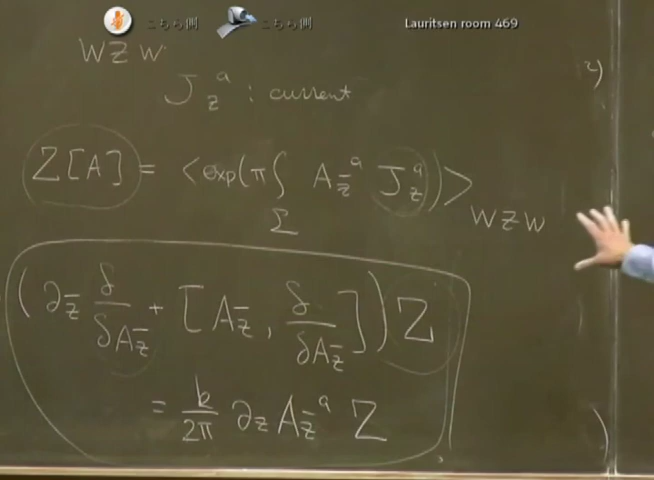 こちら側 こちら側 Lauritsen room 469
WZW
J_z^a : current
Z[A] = <exp(π∫_Σ A_z̄^a J_z^a)>_WZW
(∂_z̄ δ/δA_z̄ + [A_z̄, δ/δA_z̄]) Z
= k/2π ∂_z A_z̄^a Z